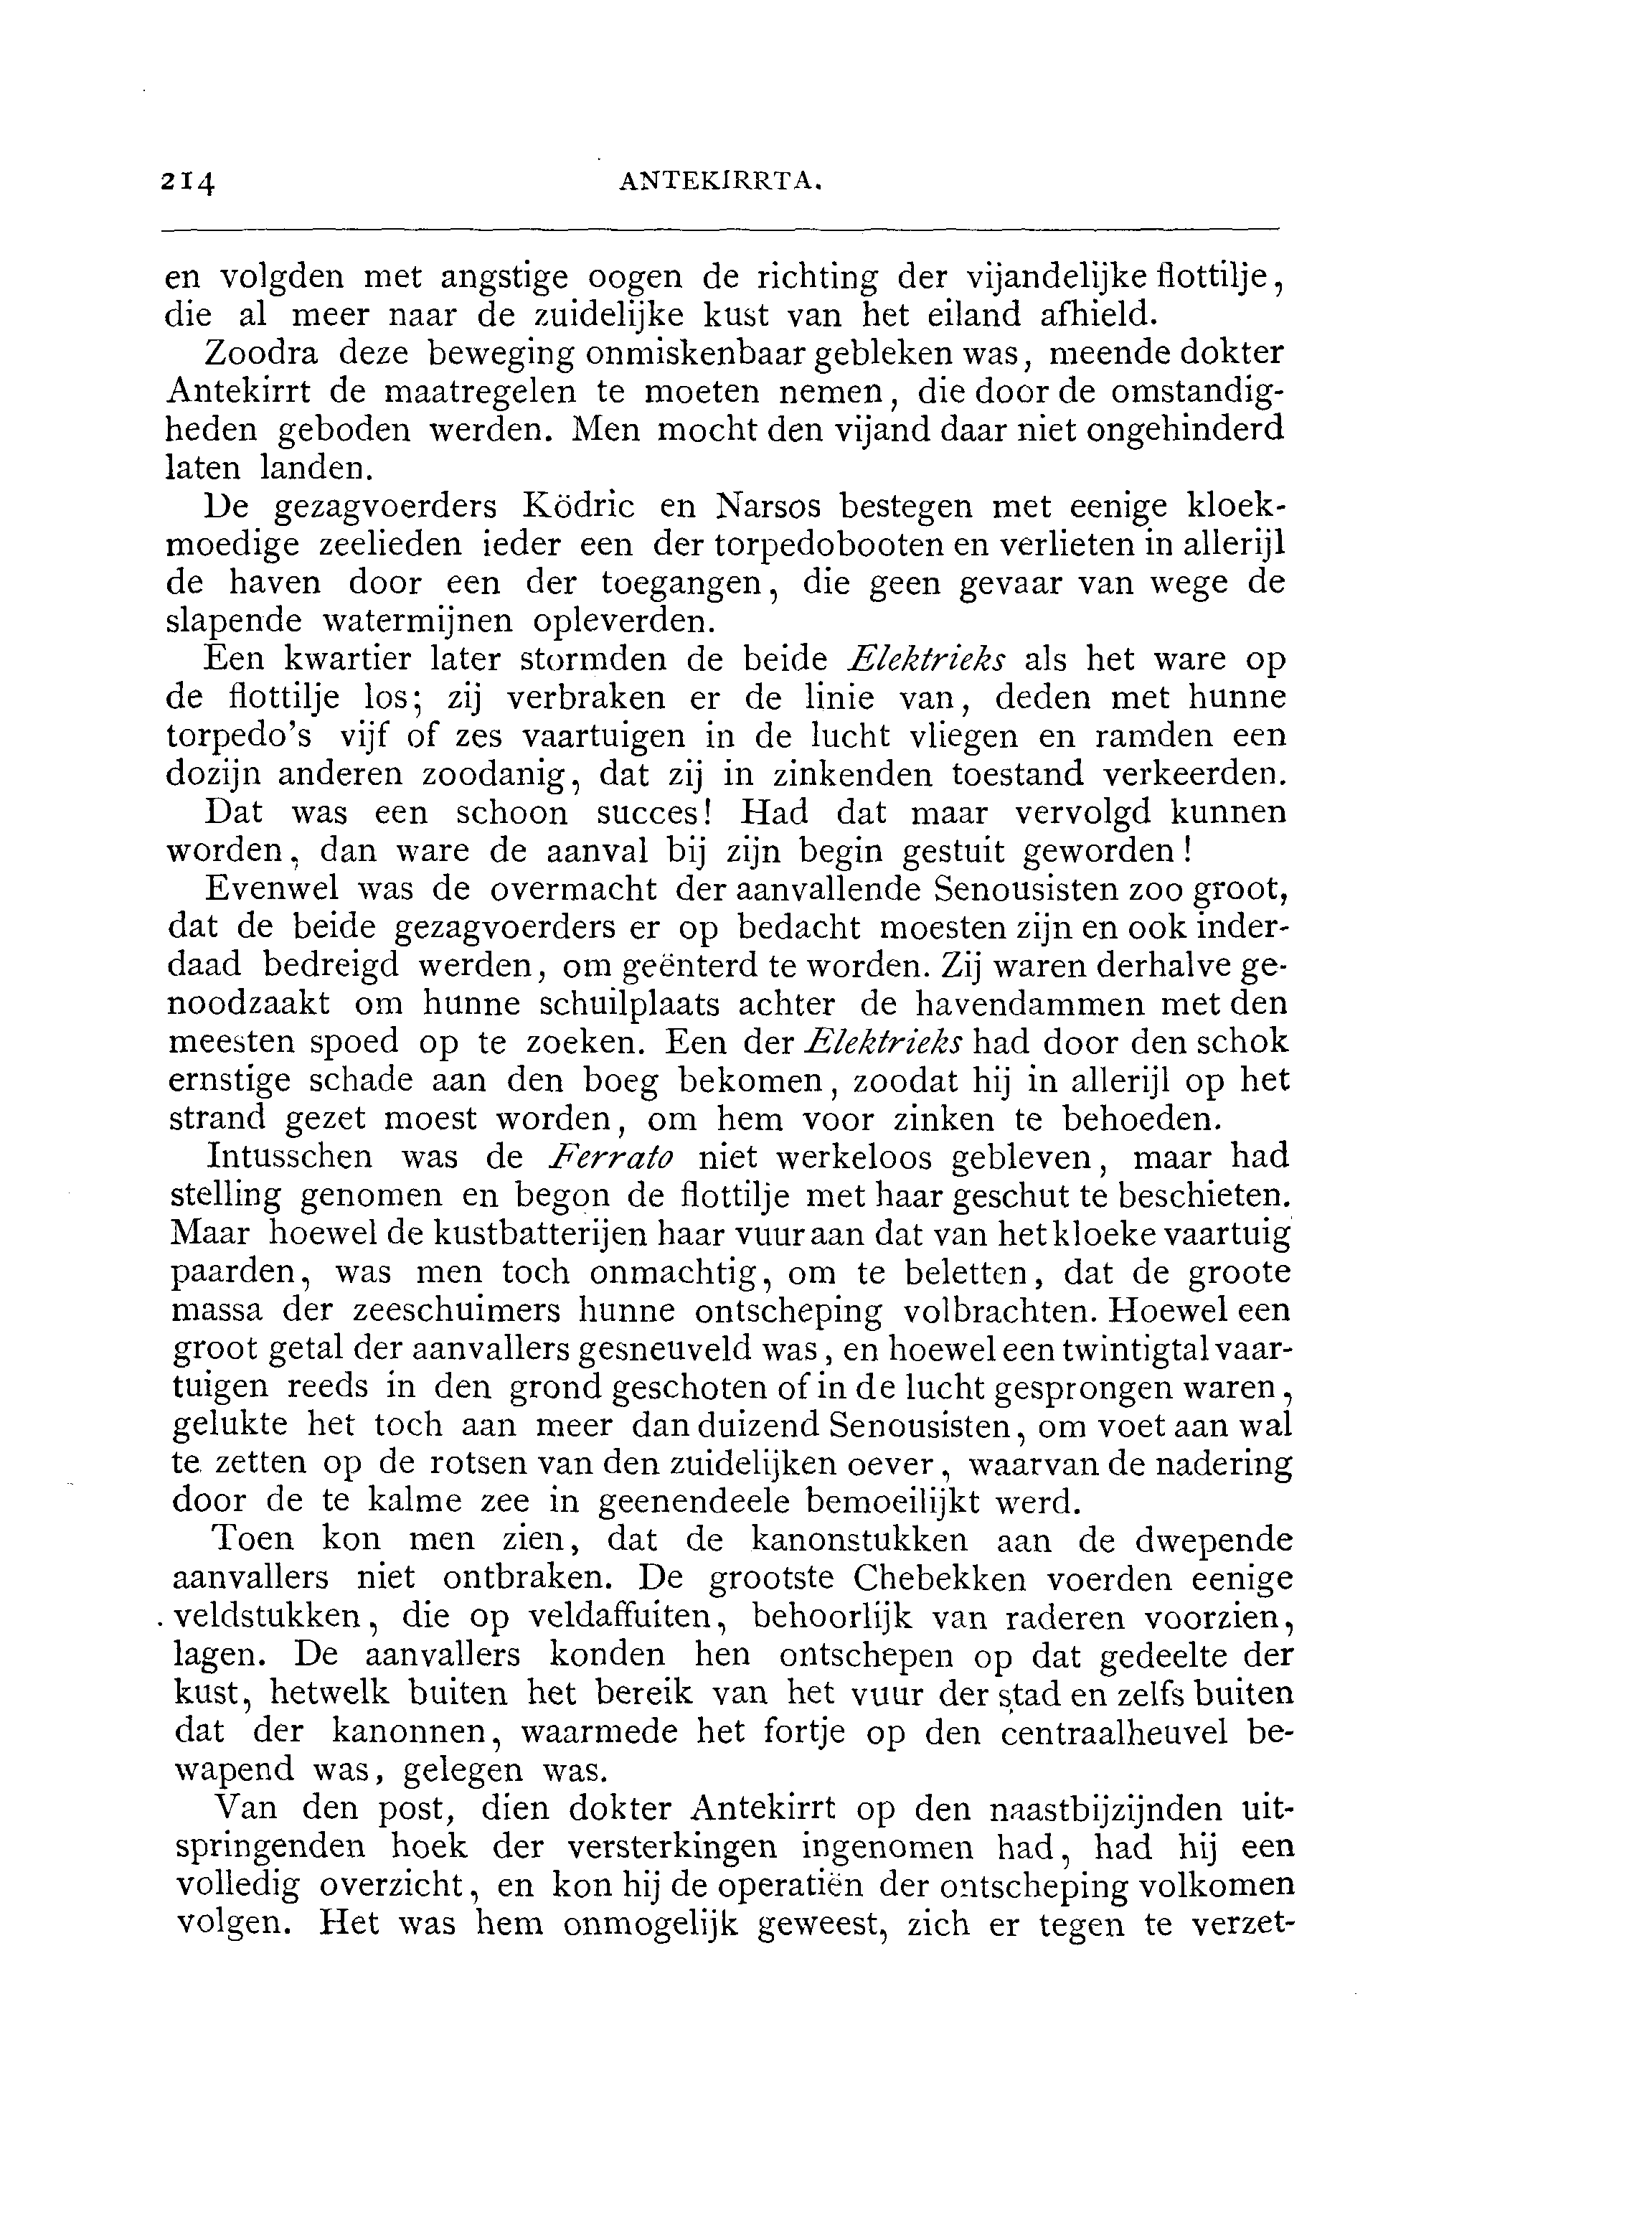 214 ANTEKIRRTA.
en volgden met angstige oogen de richting der vijandelijke flottilje,
die al meer naar de zuidelijke kust van het eiland afhield.
Zoodra deze beweging onmiskenbaar gebleken was, meende dokter
Antekirrt de maatregelen te moeten nemen, die door de omstandig-
heden geboden werden. Men mocht den vijand daar niet ongehinderd
laten landen.
De gezagvoerders Ködric en Narsos bestegen met eenige kloek-
moedige zeelieden ieder een der torpedobooten en verlieten in allerijl
de haven door een der toegangen, die geen gevaar van wege de
slapende watermijnen opleverden.
Een kwartier later stormden de beide Elektrieks als het ware op
de flottilje los; zij verbraken er de linie van, deden met hunne
torpedo's vijf of zes vaartuigen in de lucht vliegen en ramden een
dozijn anderen zoodanig, dat zij in zinkenden toestand verkeerden.
Dat was een schoon succes! Had dat maar vervolgd kunnen
worden, dan ware de aanval bij zijn begin gestuit geworden!
Evenwel was de overmacht der aanvallende Senousisten zoo groot,
dat de beide gezagvoerders er op bedacht moesten zijn en ook inder-
daad bedreigd werden, om geënterd te worden. Zij waren derhalve ge-
noodzaakt om hunne schuilplaats achter de havendammen met den
meesten spoed op te zoeken. Een der Elektrieks had door den schok
ernstige schade aan den boeg bekomen, zoodat hij in allerijl op het
strand gezet moest worden, om hem voor zinken te behoeden.
Intusschen was de Ferrato niet werkeloos gebleven, maar had
stelling genomen en begon de flottilje met haar geschut te beschieten.
Maar hoewel de kustbatterijen haar vuur aan dat van het kloeke vaartuig
paarden, was men toch onmachtig, om te beletten, dat de groote
massa der zeeschuimers hunne ontscheping volbrachten. Hoewel een
groot getal der aanvallers gesneuveld was, en hoewel een twintigtal vaar-
tuigen reeds in den grond geschoten of in de lucht gesprongen waren,
gelukte het toch aan meer dan duizend Senousisten, om voet aan wal
te zetten op de rotsen van den zuidelijken oever, waarvan de nadering
door de te kalme zee in geenendeele bemoeilijkt werd.
Toen kon men zien, dat de kanonstukken aan de dwepende
aanvallers niet ontbraken. De grootste Chebekken voerden eenige
veldstukken, die op veldaffuiten, behoorlijk van raderen voorzien,
lagen. De aanvallers konden hen ontschepen op dat gedeelte der
kust, hetwelk buiten het bereik van het vuur der stad en zelfs buiten
dat der kanonnen, waarmede het fortje op den centraalheuvel be-
wapend was, gelegen was.
Van den post, dien dokter Antekirrt op den naastbijzijnden uit-
springenden hoek der versterkingen ingenomen had, had hij een
volledig overzicht, en kon hij de operatiën der ontscheping volkomen
volgen. Het was hem onmogelijk geweest, zich er tegen te verzet-